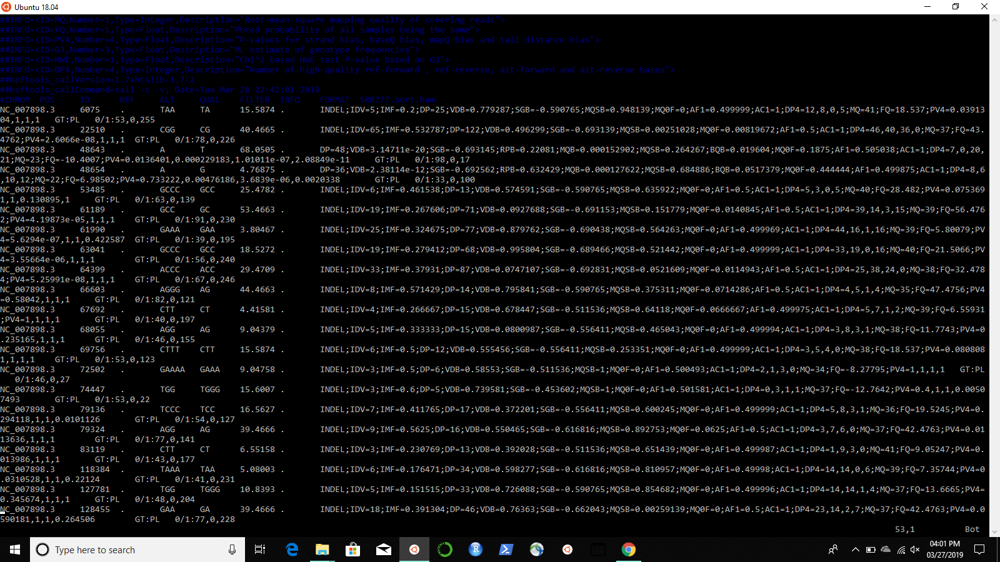 Ubuntu 18.04
##INFO=<ID=MQ,Number=1,Type=Integer,Description="Root-mean-square mapping quality of covering reads">
##INFO=<ID=FQ,Number=1,Type=Float,Description="Phred probability of all samples being the same">
##INFO=<ID=PV4,Number=4,Type=Float,Description="P-values for strand bias, baseQ bias, mapQ bias and tail distance bias">
##INFO=<ID=G3,Number=3,Type=Float,Description="ML estimate of genotype frequencies">
##INFO=<ID=HWE,Number=1,Type=Float,Description="Chi^2 based HWE test P-value based on G3">
##INFO=<ID=DP4,Number=4,Type=Integer,Description="Number of high-quality ref-forward , ref-reverse, alt-forward and alt-reverse bases">
##bcftools_callVersion=1.7+htslib-1.7-2
##bcftools_callCommand=call -c -v; Date=Tue Mar 26 22:42:01 2019
#CHROM POS ID REF ALT QUAL FILTER INFO FORMAT SRR777.sort.bam
NC_007898.3 6075 . TAA TA 15.5874 . INDEL;IDV=5;IMF=0.2;DP=25;VDB=0.779287;SGB=-0.590765;MQSB=0.948139;MQ0F=0;AF1=0.499999;AC1=1;DP4=12,8,0,5;MQ=41;FQ=18.537;PV4=0.0391
304,1,1,1 GT:PL 0/1:53,0,255
NC_007898.3 22510 . CGG CG 40.4665 . INDEL;IDV=65;IMF=0.532787;DP=122;VDB=0.496299;SGB=-0.693139;MQSB=0.00251028;MQ0F=0.00819672;AF1=0.5;AC1=1;DP4=46,40,36,0;MQ=37;FQ=43.
4762;PV4=2.6066e-08,1,1,1 GT:PL 0/1:78,0,226
NC_007898.3 48643 . A T 68.0505 . DP=48;VDB=3.14711e-20;SGB=-0.693145;RPB=0.22081;MQB=0.000152902;MQSB=0.264267;BQB=0.019604;MQ0F=0.1875;AF1=0.505038;AC1=1;DP4=7,0,20,
21;MQ=23;FQ=-10.4007;PV4=0.0136401,0.000229183,1.01011e-07,2.08849e-11 GT:PL 0/1:98,0,17
NC_007898.3 48654 . A G 4.76875 . DP=36;VDB=2.38114e-12;SGB=-0.692562;RPB=0.632429;MQB=0.000127622;MQSB=0.684886;BQB=0.0517379;MQ0F=0.444444;AF1=0.499875;AC1=1;DP4=8,6
,10,12;MQ=22;FQ=6.98502;PV4=0.733222,0.00476186,3.6839e-06,0.0020338 GT:PL 0/1:33,0,100
NC_007898.3 53485 . GCCC GCC 25.4782 . INDEL;IDV=6;IMF=0.461538;DP=13;VDB=0.574591;SGB=-0.590765;MQSB=0.635922;MQ0F=0;AF1=0.5;AC1=1;DP4=5,3,0,5;MQ=40;FQ=28.482;PV4=0.075369
1,1,0.130895,1 GT:PL 0/1:63,0,139
NC_007898.3 61189 . GCC GC 53.4663 . INDEL;IDV=19;IMF=0.267606;DP=71;VDB=0.0927688;SGB=-0.691153;MQSB=0.151779;MQ0F=0.0140845;AF1=0.5;AC1=1;DP4=39,14,3,15;MQ=39;FQ=56.476
2;PV4=4.19873e-05,1,1,1 GT:PL 0/1:91,0,230
NC_007898.3 61990 . GAAA GAA 3.80467 . INDEL;IDV=25;IMF=0.324675;DP=77;VDB=0.879762;SGB=-0.690438;MQSB=0.564263;MQ0F=0;AF1=0.499969;AC1=1;DP4=44,16,1,16;MQ=39;FQ=5.80079;PV
4=5.6294e-07,1,1,0.422587 GT:PL 0/1:39,0,195
NC_007898.3 63041 . GCCC GCC 18.5272 . INDEL;IDV=19;IMF=0.279412;DP=68;VDB=0.995804;SGB=-0.689466;MQSB=0.521442;MQ0F=0;AF1=0.499999;AC1=1;DP4=33,19,0,16;MQ=40;FQ=21.5066;PV
4=3.55664e-06,1,1,1 GT:PL 0/1:56,0,240
NC_007898.3 64399 . ACCC ACC 29.4709 . INDEL;IDV=33;IMF=0.37931;DP=87;VDB=0.0747107;SGB=-0.692831;MQSB=0.0521609;MQ0F=0.0114943;AF1=0.5;AC1=1;DP4=25,38,24,0;MQ=38;FQ=32.478
4;PV4=5.25991e-08,1,1,1 GT:PL 0/1:67,0,246
NC_007898.3 66603 . AGGG AG 44.4663 . INDEL;IDV=8;IMF=0.571429;DP=14;VDB=0.795841;SGB=-0.590765;MQSB=0.375311;MQ0F=0.0714286;AF1=0.5;AC1=1;DP4=4,5,1,4;MQ=35;FQ=47.4756;PV4
=0.58042,1,1,1 GT:PL 0/1:82,0,121
NC_007898.3 67692 . CTT CT 4.41581 . INDEL;IDV=4;IMF=0.266667;DP=15;VDB=0.678447;SGB=-0.511536;MQSB=0.64118;MQ0F=0.0666667;AF1=0.499975;AC1=1;DP4=5,7,1,2;MQ=39;FQ=6.55931
;PV4=1,1,1,1 GT:PL 0/1:40,0,197
NC_007898.3 68055 . AGG AG 9.04379 . INDEL;IDV=5;IMF=0.333333;DP=15;VDB=0.0800987;SGB=-0.556411;MQSB=0.465043;MQ0F=0;AF1=0.499994;AC1=1;DP4=3,8,3,1;MQ=38;FQ=11.7743;PV4=0
.235165,1,1,1 GT:PL 0/1:46,0,155
NC_007898.3 69756 . CTTT CTT 15.5874 . INDEL;IDV=6;IMF=0.5;DP=12;VDB=0.555456;SGB=-0.556411;MQSB=0.253351;MQ0F=0;AF1=0.499999;AC1=1;DP4=3,5,4,0;MQ=38;FQ=18.537;PV4=0.080808
1,1,1,1 GT:PL 0/1:53,0,123
NC_007898.3 72502 . GAAAA GAAA 9.04758 . INDEL;IDV=3;IMF=0.5;DP=6;VDB=0.58553;SGB=-0.511536;MQSB=1;MQ0F=0;AF1=0.500493;AC1=1;DP4=2,1,3,0;MQ=34;FQ=-8.27795;PV4=1,1,1,1 GT:PL
0/1:46,0,27
NC_007898.3 74447 . TGG TGGG 15.6007 . INDEL;IDV=3;IMF=0.6;DP=5;VDB=0.739581;SGB=-0.453602;MQSB=1;MQ0F=0;AF1=0.501581;AC1=1;DP4=0,3,1,1;MQ=37;FQ=-12.7642;PV4=0.4,1,1,0.0050
7493 GT:PL 0/1:53,0,22
NC_007898.3 79136 . TCCC TCC 16.5627 . INDEL;IDV=7;IMF=0.411765;DP=17;VDB=0.372201;SGB=-0.556411;MQSB=0.600245;MQ0F=0;AF1=0.499999;AC1=1;DP4=5,8,3,1;MQ=36;FQ=19.5245;PV4=0.
294118,1,1,0.0101126 GT:PL 0/1:54,0,127
NC_007898.3 79324 . AGG AG 39.4666 . INDEL;IDV=9;IMF=0.5625;DP=16;VDB=0.550465;SGB=-0.616816;MQSB=0.892753;MQ0F=0.0625;AF1=0.5;AC1=1;DP4=3,7,6,0;MQ=37;FQ=42.4763;PV4=0.01
13636,1,1,1 GT:PL 0/1:77,0,141
NC_007898.3 83119 . CTT CT 6.55158 . INDEL;IDV=3;IMF=0.230769;DP=13;VDB=0.392028;SGB=-0.511536;MQSB=0.651439;MQ0F=0;AF1=0.499987;AC1=1;DP4=1,9,3,0;MQ=41;FQ=9.05247;PV4=0.
013986,1,1,1 GT:PL 0/1:43,0,177
NC_007898.3 118384 . TAAA TAA 5.08003 . INDEL;IDV=6;IMF=0.176471;DP=34;VDB=0.598277;SGB=-0.616816;MQSB=0.810957;MQ0F=0;AF1=0.49998;AC1=1;DP4=14,14,0,6;MQ=39;FQ=7.35744;PV4=0
.0310528,1,1,0.22124 GT:PL 0/1:41,0,231
NC_007898.3 127781 . TGG TGGG 10.8393 . INDEL;IDV=5;IMF=0.151515;DP=33;VDB=0.726088;SGB=-0.590765;MQSB=0.854682;MQ0F=0;AF1=0.499996;AC1=1;DP4=14,14,1,4;MQ=37;FQ=13.6665;PV4=
0.345674,1,1,1 GT:PL 0/1:48,0,204
NC_007898.3 128455 . GAA GA 39.4666 . INDEL;IDV=18;IMF=0.391304;DP=46;VDB=0.76363;SGB=-0.662043;MQSB=0.00259139;MQ0F=0;AF1=0.5;AC1=1;DP4=23,14,2,7;MQ=37;FQ=42.4763;PV4=0.0
590181,1,1,0.264506 GT:PL 0/1:77,0,228
53,1 Bot
Type here to search
04:01 PM
03/27/2019